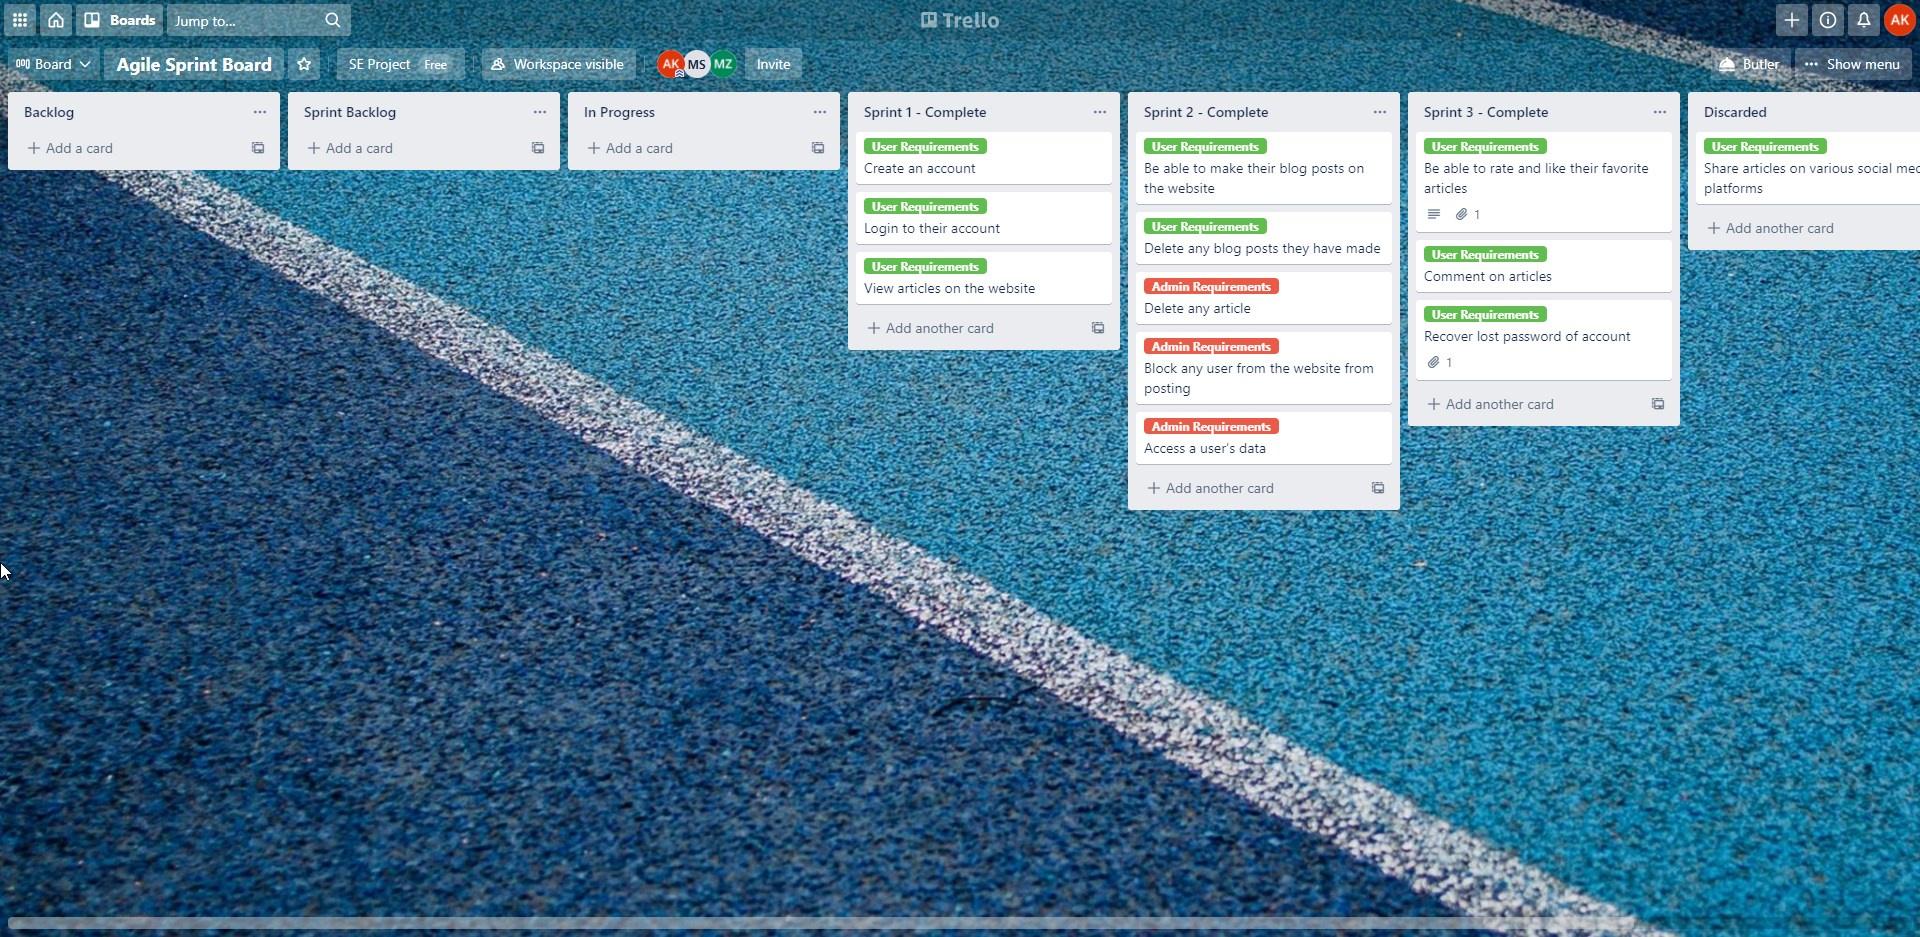 Boards
Jump to...
Trello
AK
Board
Agile Sprint Board
SE Project Free
Workspace visible
AK MS MZ
Invite
Butler
Show menu
Backlog
Add a card
Sprint Backlog
Add a card
In Progress
Add a card
Sprint 1 - Complete
User Requirements
Create an account
User Requirements
Login to their account
User Requirements
View articles on the website
Add another card
Sprint 2 - Complete
User Requirements
Be able to make their blog posts on
the website
User Requirements
Delete any blog posts they have made
Admin Requirements
Delete any article
Admin Requirements
Block any user from the website from
posting
Admin Requirements
Access a user's data
Add another card
Sprint 3 - Complete
User Requirements
Be able to rate and like their favorite
articles
1
User Requirements
Comment on articles
User Requirements
Recover lost password of account
1
Add another card
Discarded
User Requirements
Share articles on various social
platforms
Add another card